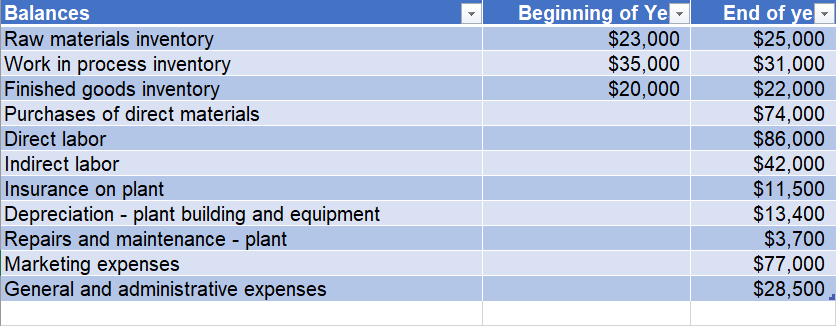 Balances Beginning of Ye End of ye
Raw materials inventory $23,000 $25,000
Work in process inventory $35,000 $31,000
Finished goods inventory $20,000 $22,000
Purchases of direct materials $74,000
Direct labor $86,000
Indirect labor $42,000
Insurance on plant $11,500
Depreciation - plant building and equipment $13,400
Repairs and maintenance - plant $3,700
Marketing expenses $77,000
General and administrative expenses $28,500